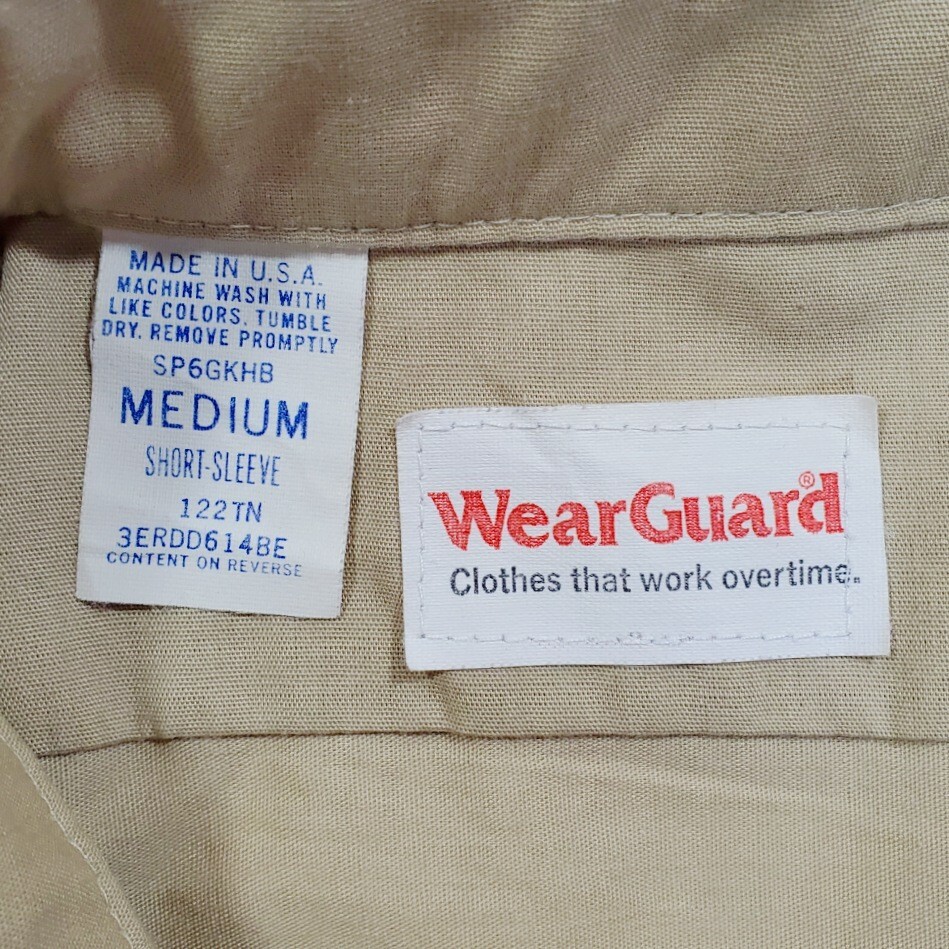 MADE IN U.S.A.
MACHINE WASH WITH
LIKE COLORS. TUMBLE
DRY. REMOVE PROMPTLY
SP6GKHB
MEDIUM
SHORT-SLEEVE
122TN
3ERDD614BE
CONTENT ON REVERSE
WearGuard®
Clothes that work overtime.